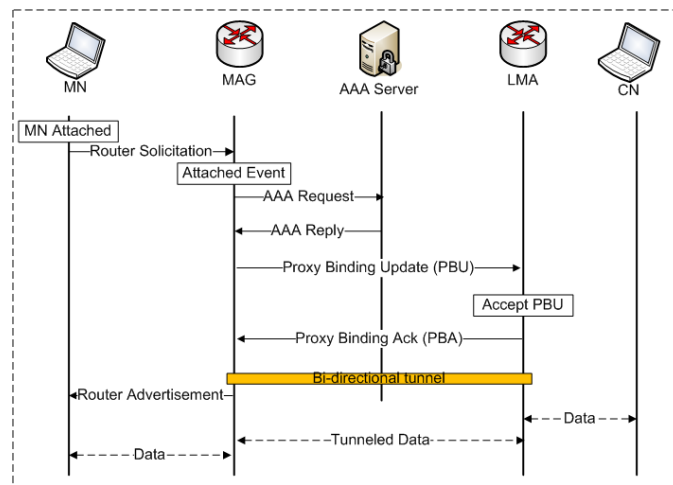 MN
MAG
AAA Server
LMA
CN
MN Attached
Router Solicitation
Attached Event
AAA Request
AAA Reply
Proxy Binding Update (PBU)
Accept PBU
Proxy Binding Ack (PBA)
Bi-directional tunnel
Router Advertisement
Data
Tunneled Data
Data